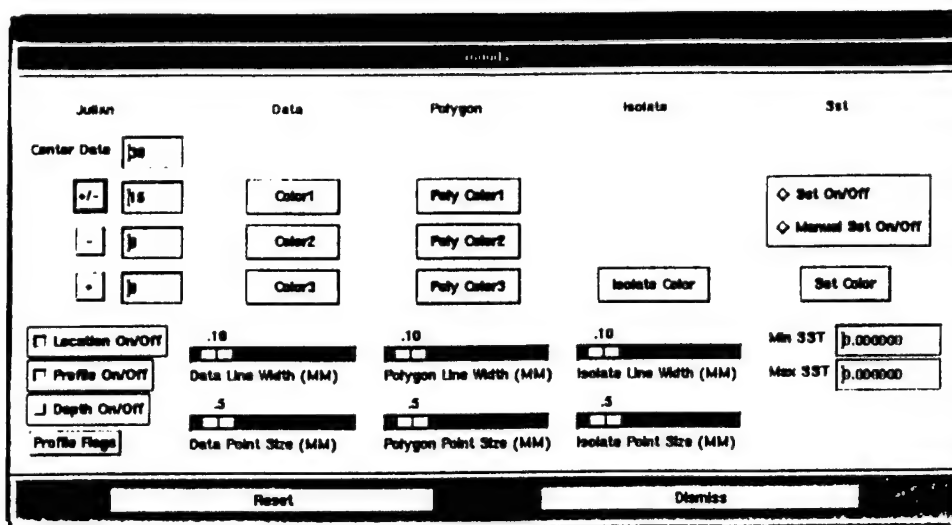 Julian Data Polygon Isolate Sst
Center Date 30
+/- 15 Color1 Poly Color1 Sst On/Off
Manual Sst On/Off
- 0 Color2 Poly Color2
+ 0 Color3 Poly Color3 Isolate Color Sst Color
Location On/Off .10 .10 .10 Min SST 0.000000
Profile On/Off Data Line Width (MM) Polygon Line Width (MM) Isolate Line Width (MM) Max SST 0.000000
Depth On/Off .5 .5 .5
Profile Flags Data Point Size (MM) Polygon Point Size (MM) Isolate Point Size (MM)
Reset Dismiss